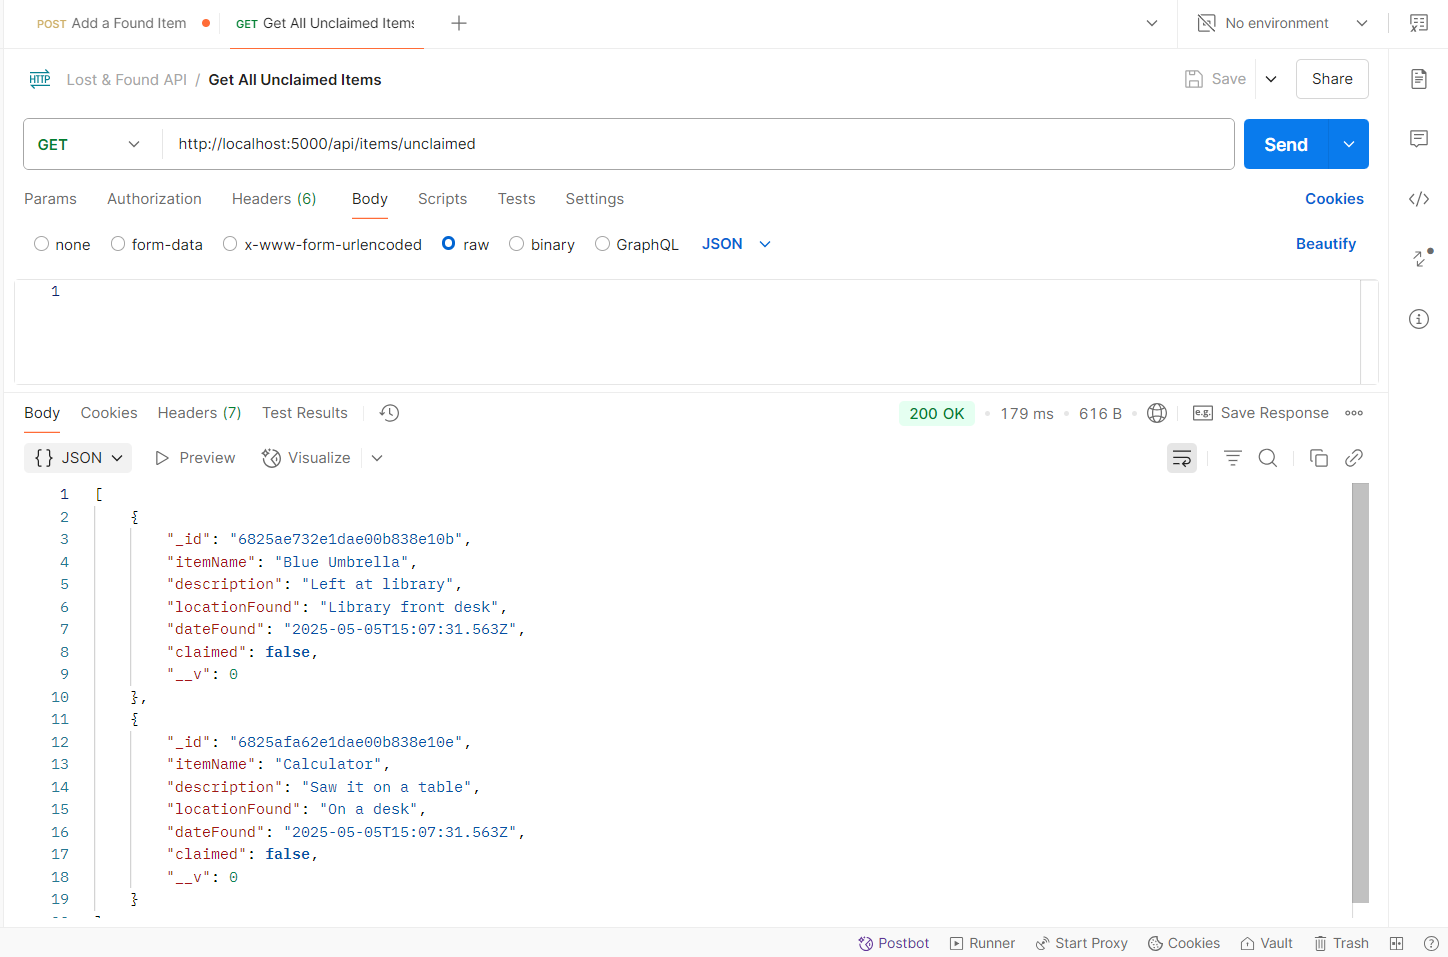 POST Add a Found Item
GET Get All Unclaimed Items
No environment
HTTP Lost & Found API / Get All Unclaimed Items
Save
Share
GET http://localhost:5000/api/items/unclaimed
Send
Params Authorization Headers (6) Body Scripts Tests Settings
Cookies
none form-data x-www-form-urlencoded raw binary GraphQL JSON
Beautify
1
Body Cookies Headers (7) Test Results
200 OK 179 ms 616 B e.g. Save Response
{} JSON Preview Visualize
1 [
2 {
3 "_id": "6825ae732e1dae00b838e10b",
4 "itemName": "Blue Umbrella",
5 "description": "Left at library",
6 "locationFound": "Library front desk",
7 "dateFound": "2025-05-05T15:07:31.563Z",
8 "claimed": false,
9 "__v": 0
10 },
11 {
12 "_id": "6825afa62e1dae00b838e10e",
13 "itemName": "Calculator",
14 "description": "Saw it on a table",
15 "locationFound": "On a desk",
16 "dateFound": "2025-05-05T15:07:31.563Z",
17 "claimed": false,
18 "__v": 0
19 }
Postbot Runner Start Proxy Cookies Vault Trash